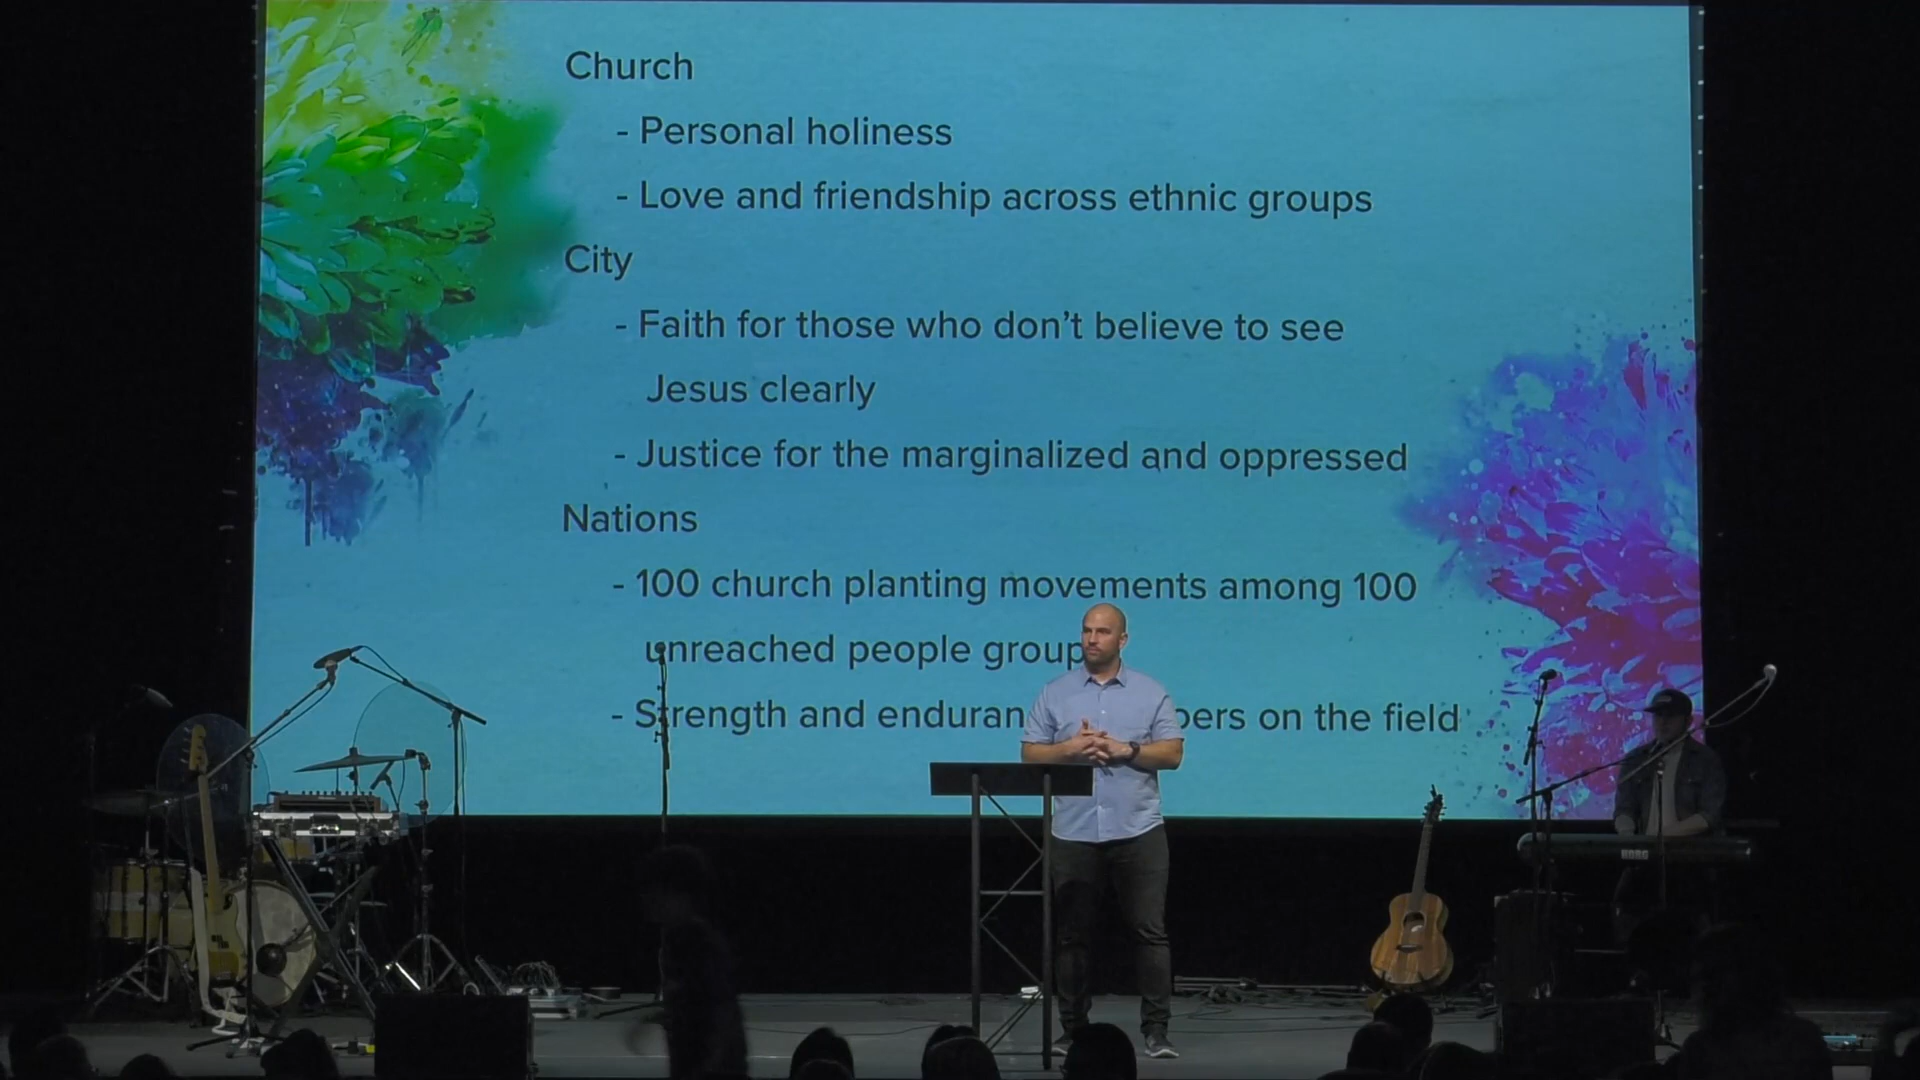 Church
- Personal holiness
- Love and friendship across ethnic groups
City
- Faith for those who don’t believe to see
Jesus clearly
- Justice for the marginalized and oppressed
Nations
- 100 church planting movements among 100
unreached people group
- Strength and on the field
KORG